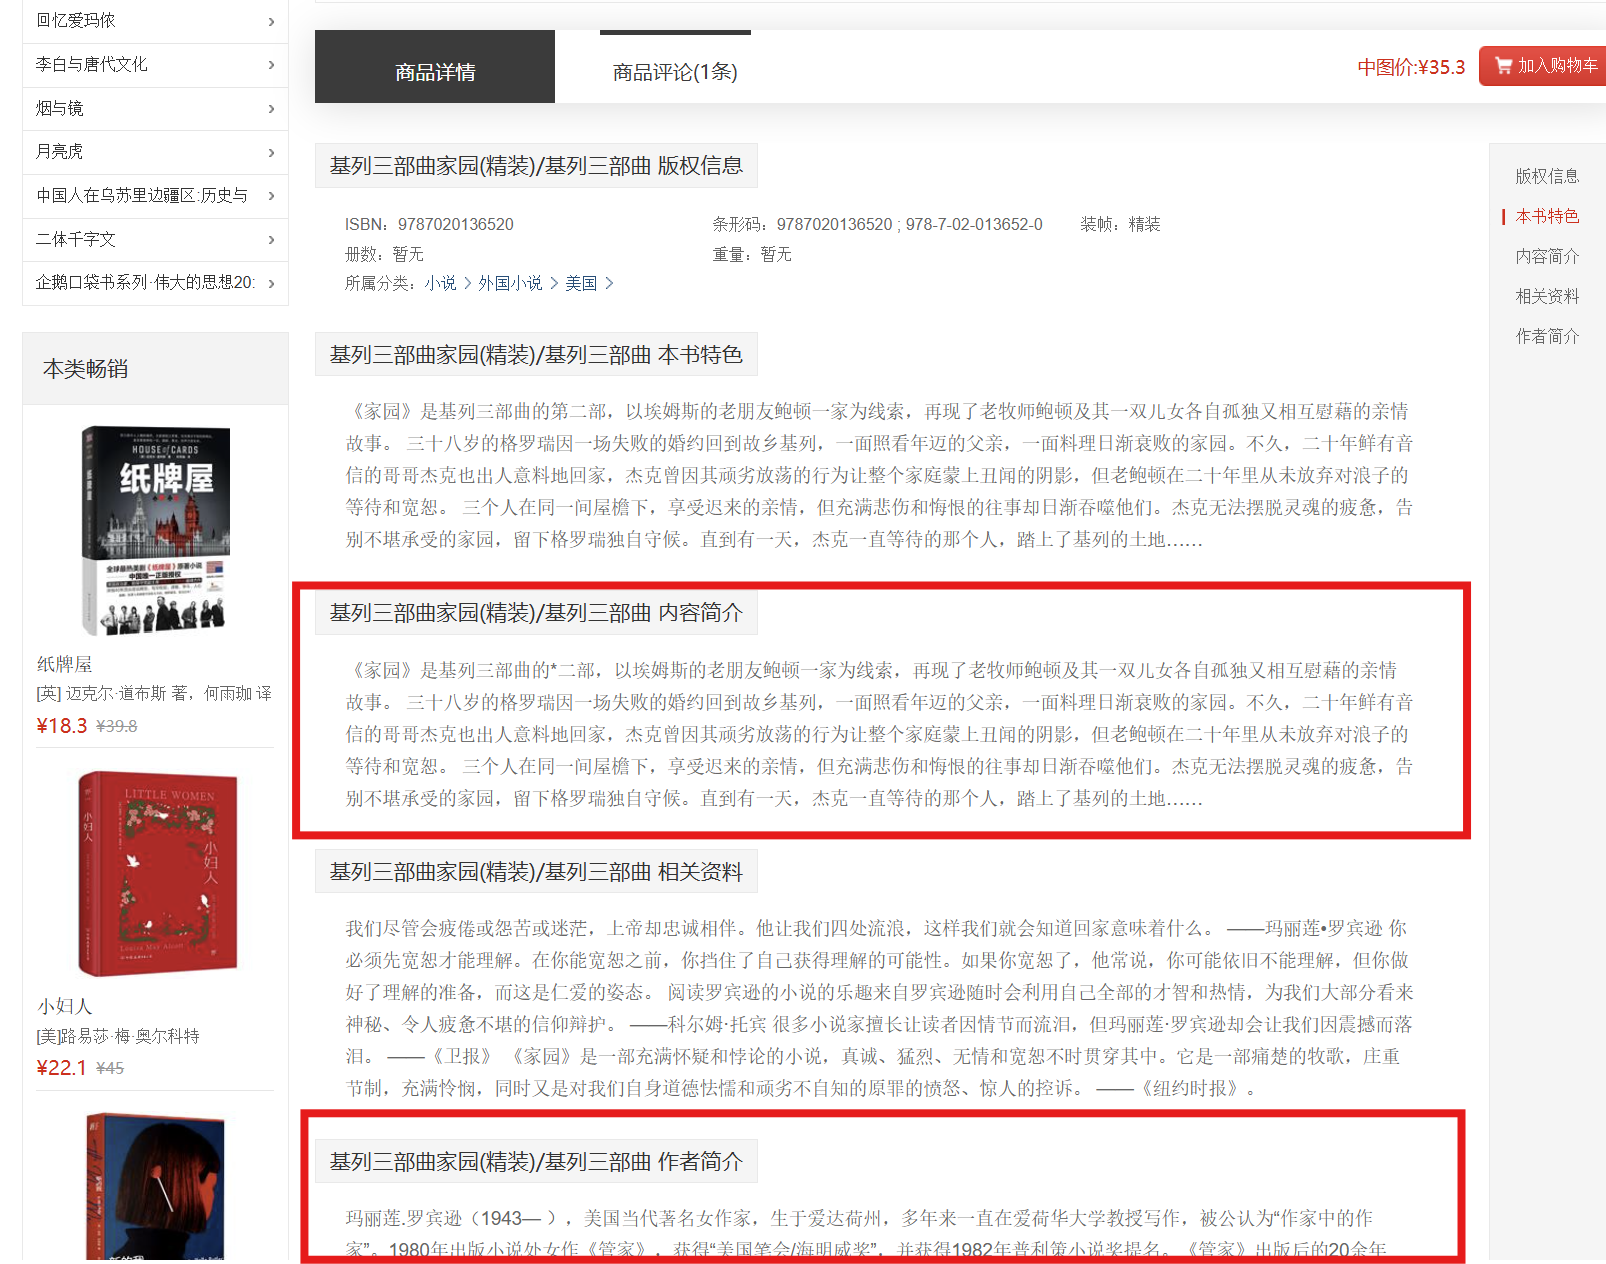 回忆爱玛侬
李白与唐代文化
烟与镜
月亮虎
中国人在乌苏里边疆区:历史与
二体千字文
企鹅口袋书系列·伟大的思想20:
本类畅销
HOUSE of CARDS
纸牌屋
全球最热美剧《纸牌屋》原著小说
中国唯一正版授权
纸牌屋
[英] 迈克尔·道布斯 著，何雨珈 译
¥18.3 ¥39.8
LITTLE WOMEN
小妇人
小妇人
Louisa May Alcott
小妇人
[美]路易莎·梅·奥尔科特
¥22.1 ¥45
商品详情
商品评论(1条)
中图价:¥35.3
加入购物车
基列三部曲家园(精装)/基列三部曲 版权信息
ISBN：9787020136520
条形码：9787020136520 ; 978-7-02-013652-0
装帧：精装
册数：暂无
重量：暂无
所属分类：小说 > 外国小说 > 美国 >
基列三部曲家园(精装)/基列三部曲 本书特色
《家园》是基列三部曲的第二部，以埃姆斯的老朋友鲍顿一家为线索，再现了老牧师鲍顿及其一双儿女各自孤独又相互慰藉的亲情
故事。 三十八岁的格罗瑞因一场失败的婚约回到故乡基列，一面照看年迈的父亲，一面料理日渐衰败的家园。不久，二十年鲜有音
信的哥哥杰克也出人意料地回家，杰克曾因其顽劣放荡的行为让整个家庭蒙上丑闻的阴影，但老鲍顿在二十年里从未放弃对浪子的
等待和宽恕。 三个人在同一间屋檐下，享受迟来的亲情，但充满悲伤和悔恨的往事却日渐吞噬他们。杰克无法摆脱灵魂的疲惫，告
别不堪承受的家园，留下格罗瑞独自守候。直到有一天，杰克一直等待的那个人，踏上了基列的土地……
基列三部曲家园(精装)/基列三部曲 内容简介
《家园》是基列三部曲的*二部，以埃姆斯的老朋友鲍顿一家为线索，再现了老牧师鲍顿及其一双儿女各自孤独又相互慰藉的亲情
故事。 三十八岁的格罗瑞因一场失败的婚约回到故乡基列，一面照看年迈的父亲，一面料理日渐衰败的家园。不久，二十年鲜有音
信的哥哥杰克也出人意料地回家，杰克曾因其顽劣放荡的行为让整个家庭蒙上丑闻的阴影，但老鲍顿在二十年里从未放弃对浪子的
等待和宽恕。 三个人在同一间屋檐下，享受迟来的亲情，但充满悲伤和悔恨的往事却日渐吞噬他们。杰克无法摆脱灵魂的疲惫，告
别不堪承受的家园，留下格罗瑞独自守候。直到有一天，杰克一直等待的那个人，踏上了基列的土地……
基列三部曲家园(精装)/基列三部曲 相关资料
我们尽管会疲倦或怨苦或迷茫，上帝却忠诚相伴。他让我们四处流浪，这样我们就会知道回家意味着什么。 ——玛丽莲•罗宾逊 你
必须先宽恕才能理解。在你能宽恕之前，你挡住了自己获得理解的可能性。如果你宽恕了，他常说，你可能依旧不能理解，但你做
好了理解的准备，而这是仁爱的姿态。 阅读罗宾逊的小说的乐趣来自罗宾逊随时会利用自己全部的才智和热情，为我们大部分看来
神秘、令人疲惫不堪的信仰辩护。 ——科尔姆·托宾 很多小说家擅长让读者因情节而流泪，但玛丽莲·罗宾逊却会让我们因震撼而落
泪。 ——《卫报》 《家园》是一部充满怀疑和悖论的小说，真诚、猛烈、无情和宽恕不时贯穿其中。它是一部痛楚的牧歌，庄重
节制，充满怜悯，同时又是对我们自身道德怯懦和顽劣不自知的原罪的愤怒、惊人的控诉。 ——《纽约时报》。
基列三部曲家园(精装)/基列三部曲 作者简介
玛丽莲.罗宾逊（1943— ），美国当代著名女作家，生于爱达荷州，多年来一直在爱荷华大学教授写作，被公认为“作家中的作
家”。1980年出版小说处女作《管家》，获得“美国笔会/海明威奖”，并获得1982年普利策小说奖提名。《管家》出版后的20余年
版权信息
本书特色
内容简介
相关资料
作者简介